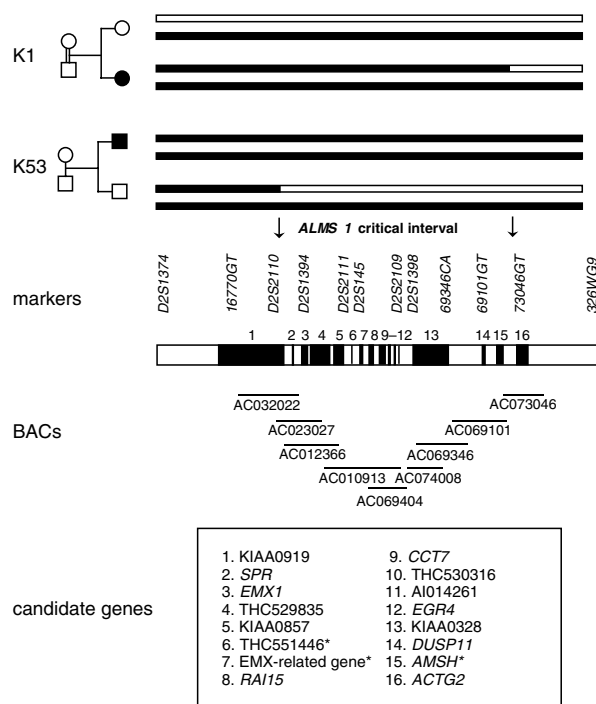 K1
K53
ALMS 1 critical interval
markers
D2S1374
16770GT
D2S2110
D2S1394
D2S2111
D2S145
D2S2109
D2S1398
69346CA
69101GT
73046GT
326WG9
1 2 3 4 5 6 7 8 9–12 13 14 15 16
BACs
AC032022
AC073046
AC023027
AC069101
AC012366
AC069346
AC010913 AC074008
AC069404
candidate genes
1. KIAA0919
2. SPR
3. EMX1
4. THC529835
5. KIAA0857
6. THC551446*
7. EMX-related gene*
8. RAI15
9. CCT7
10. THC530316
11. AI014261
12. EGR4
13. KIAA0328
14. DUSP11
15. AMSH*
16. ACTG2